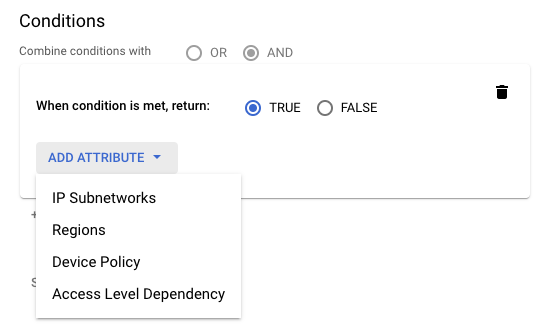 Conditions
Combine conditions with OR AND
When condition is met, return: TRUE FALSE
ADD ATTRIBUTE
IP Subnetworks
Regions
Device Policy
Access Level Dependency